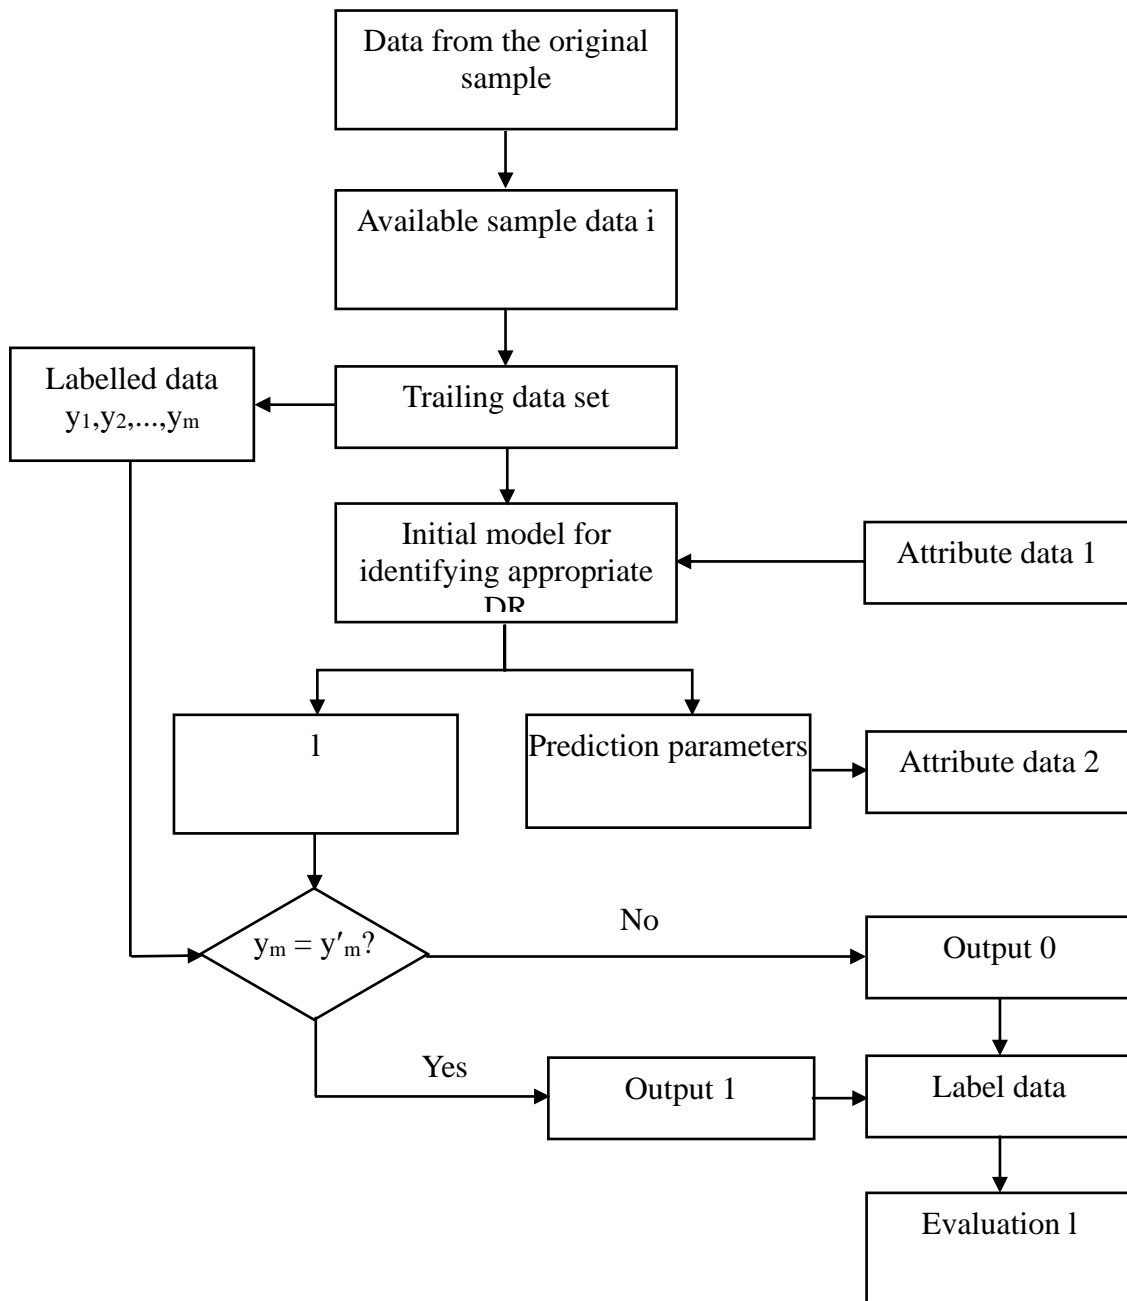 Data from the original
sample
Available sample data i
Labelled data
y₁,y₂,...,yₘ
Trailing data set
Initial model for
identifying appropriate
DR
Attribute data 1
l
Prediction parameters
Attribute data 2
yₘ = y′ₘ?
No
Output 0
Yes
Output 1
Label data
Evaluation l